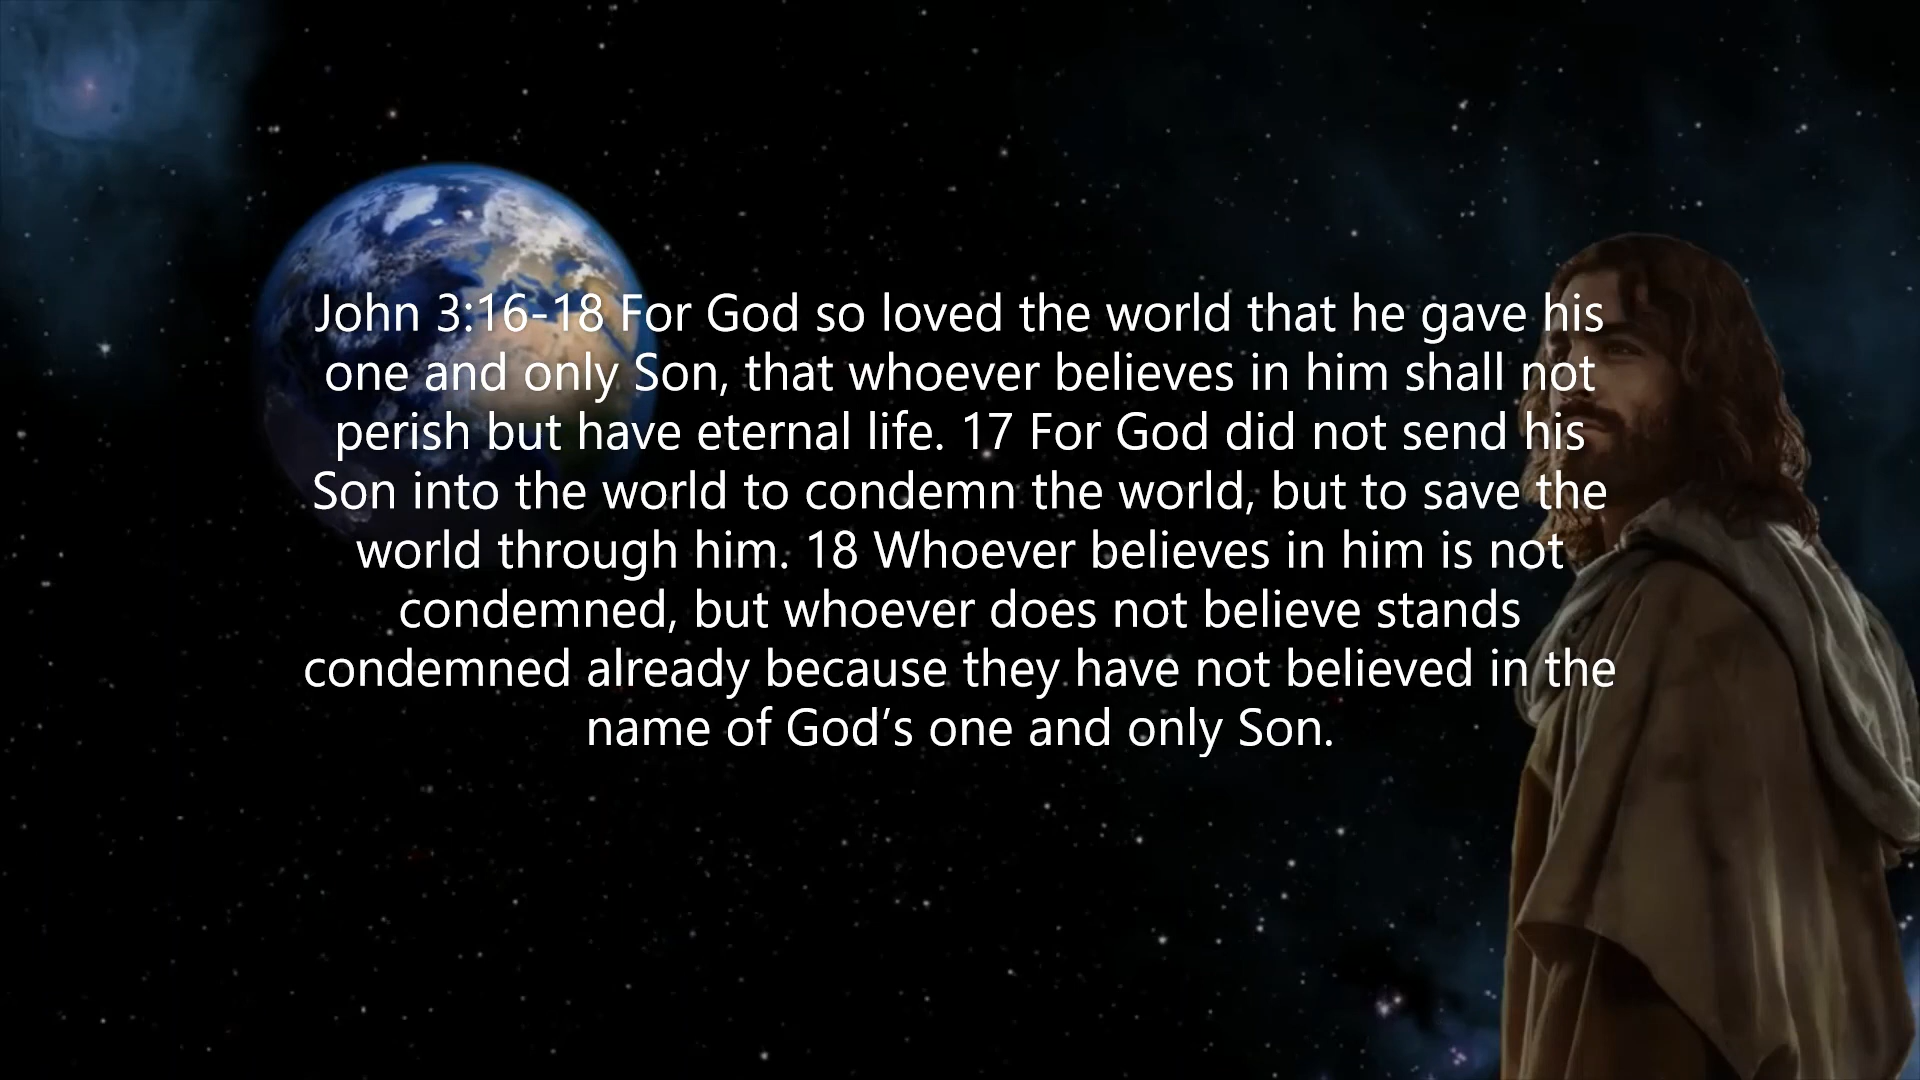 John 3:16-18 For God so loved the world that he gave his
one and only Son, that whoever believes in him shall not
perish but have eternal life. 17 For God did not send his
Son into the world to condemn the world, but to save the
world through him. 18 Whoever believes in him is not
condemned, but whoever does not believe stands
condemned already because they have not believed in the
name of God’s one and only Son.